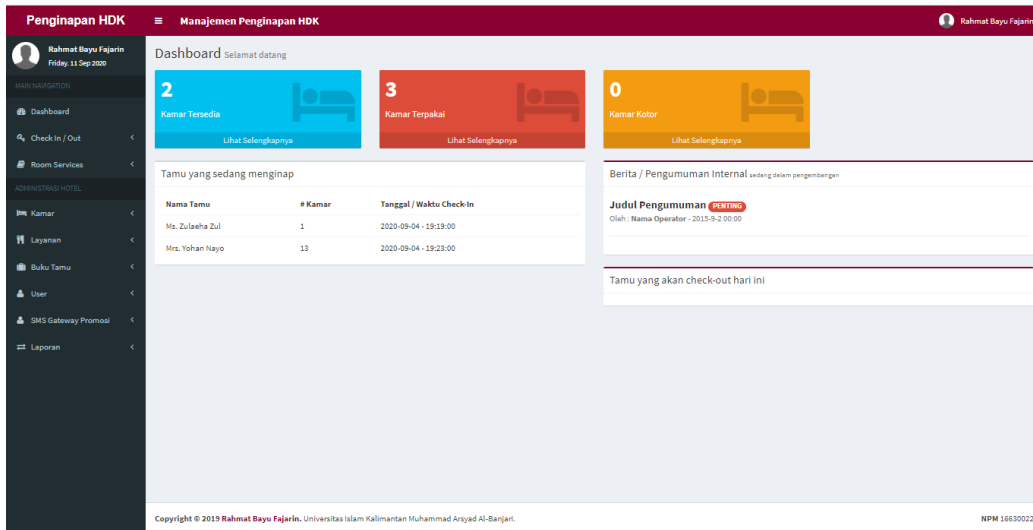 Penginapan HDK
Manajemen Penginapan HDK
Rahmat Bayu Fajarin
Rahmat Bayu Fajarin
Friday, 11 Sep 2020
MAIN NAVIGATION
Dashboard
Check In / Out
Room Services
ADMINISTRASI HOTEL
Kamar
Layanan
Buku Tamu
User
SMS Gateway Promosi
Laporan
Dashboard Selamat datang
2
Kamar Tersedia
Lihat Selengkapnya
3
Kamar Terpakai
Lihat Selengkapnya
0
Kamar Kotor
Lihat Selengkapnya
Tamu yang sedang menginap
Nama Tamu # Kamar Tanggal / Waktu Check-In
Ms. Zulaeha Zul 1 2020-09-04 - 19:19:00
Mrs. Yohan Nayo 13 2020-09-04 - 19:23:00
Berita / Pengumuman Internal sedang dalam pengembangan
Judul Pengumuman PENTING
Oleh : Nama Operator - 2015-9-2 00:00
Tamu yang akan check-out hari ini
Copyright © 2019 Rahmat Bayu Fajarin. Universitas Islam Kalimantan Muhammad Arsyad Al-Banjari.
NPM 16630022